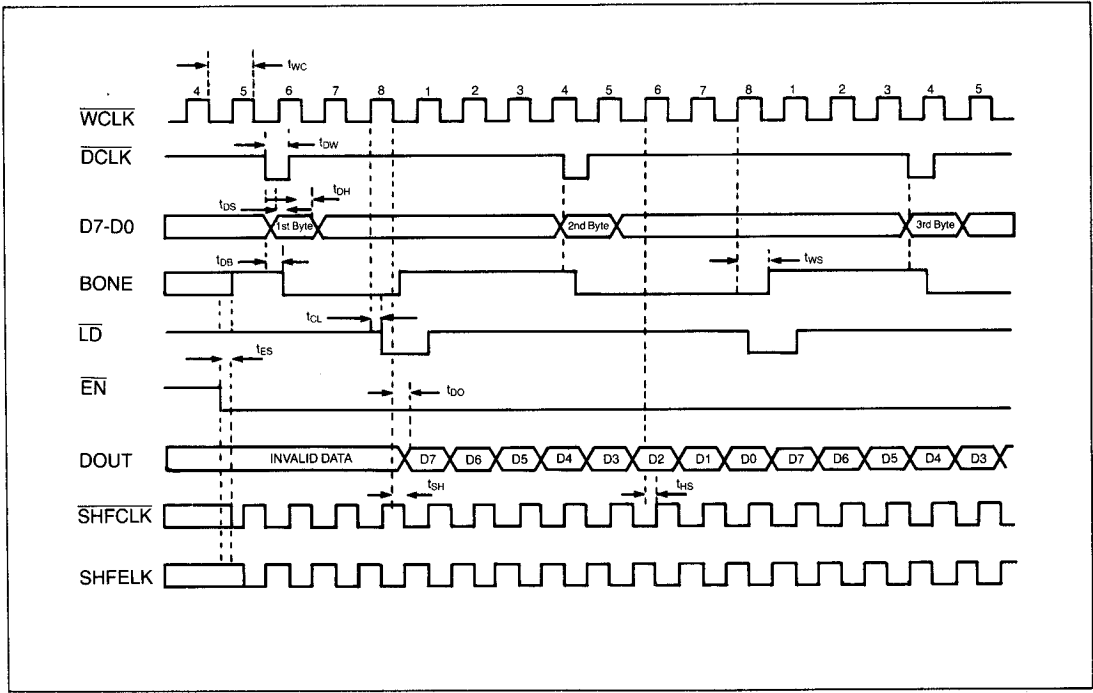 tWC
4 5 6 7 8 1 2 3 4 5 6 7 8 1 2 3 4 5
WCLK
tDW
DCLK
tDH
tDS
D7-D0 1st Byte 2nd Byte 3rd Byte
tDB
tWS
BONE
tCL
LD
tES
EN
tDO
DOUT INVALID DATA D7 D6 D5 D4 D3 D2 D1 D0 D7 D6 D5 D4 D3
tSH
tHS
SHFCLK
SHFELK